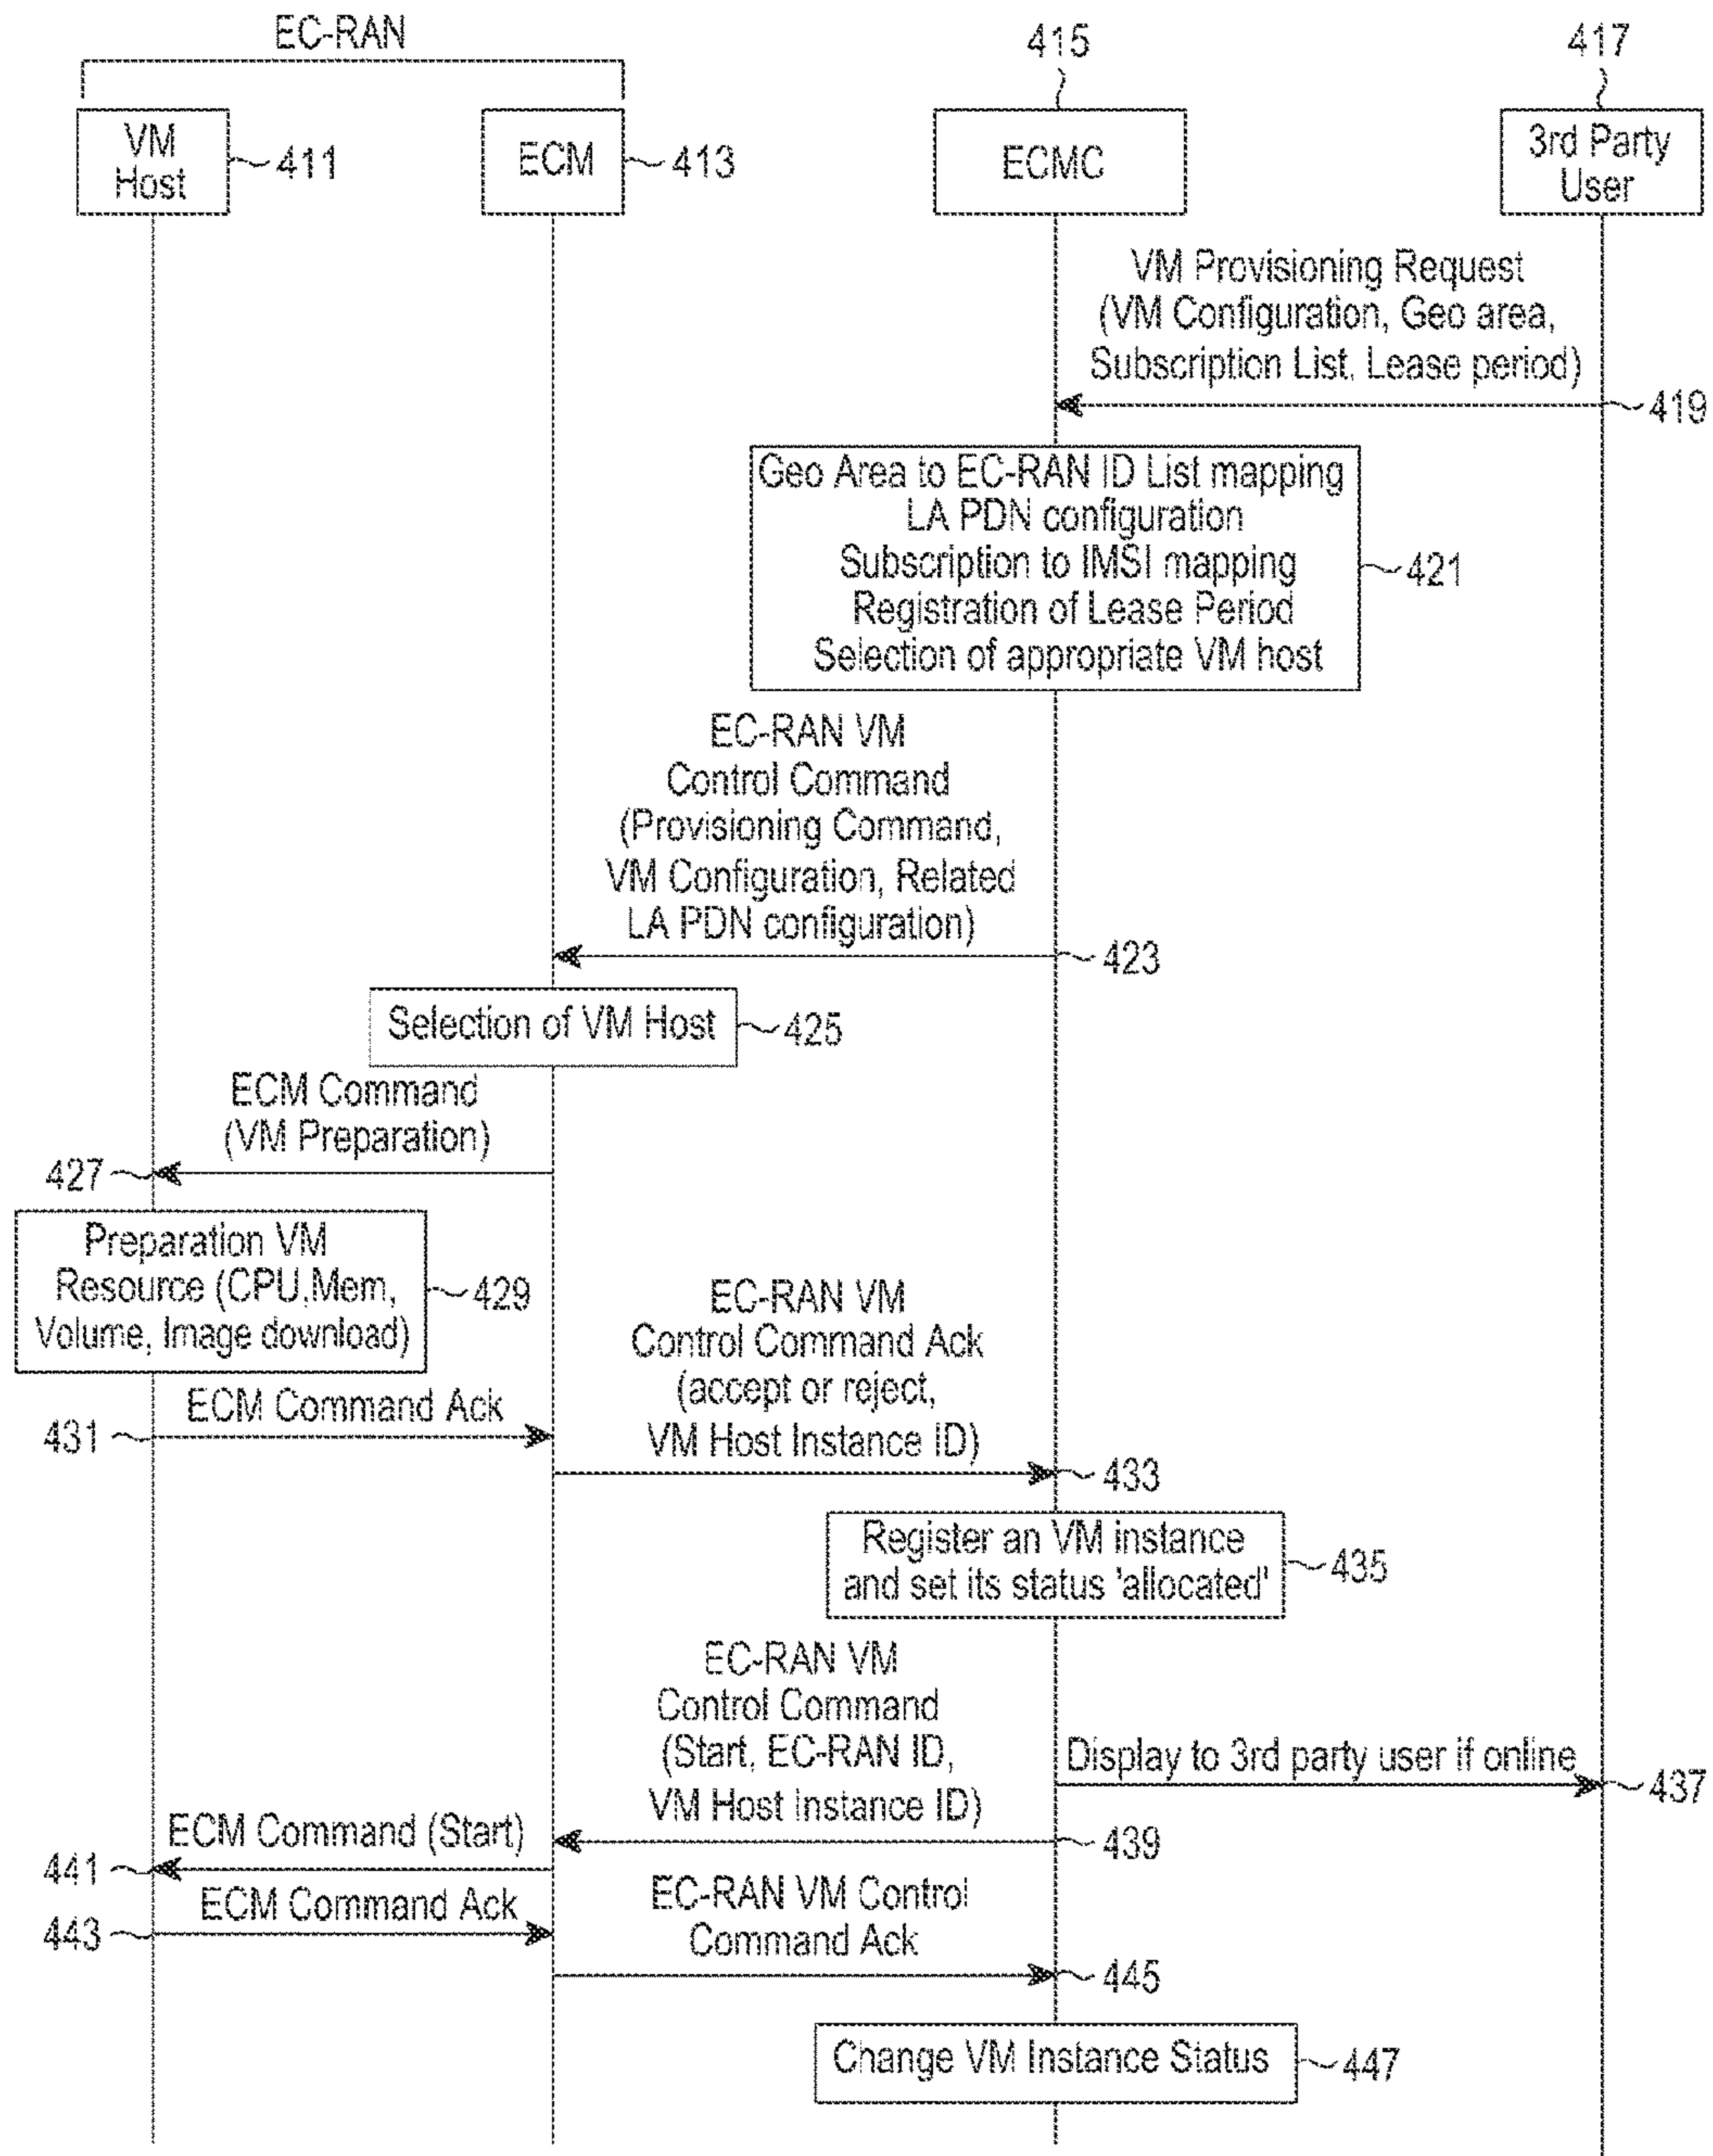 EC-RAN
415
417
VM
Host
411
ECM
413
ECMC
3rd Party
User
VM Provisioning Request
(VM Configuration, Geo area,
Subscription List, Lease period)
419
Geo Area to EC-RAN ID List mapping
LA PDN configuration
Subscription to IMSI mapping
Registration of Lease Period
Selection of appropriate VM host
421
EC-RAN VM
Control Command
(Provisioning Command,
VM Configuration, Related
LA PDN configuration)
423
Selection of VM Host
425
ECM Command
(VM Preparation)
427
Preparation VM
Resource (CPU,Mem,
Volume, Image download)
429
ECM Command Ack
431
EC-RAN VM
Control Command Ack
(accept or reject,
VM Host Instance ID)
433
Register an VM instance
and set its status 'allocated'
435
EC-RAN VM
Control Command
(Start, EC-RAN ID,
VM Host Instance ID)
439
Display to 3rd party user if online
437
ECM Command (Start)
441
ECM Command Ack
443
EC-RAN VM Control
Command Ack
445
Change VM Instance Status
447